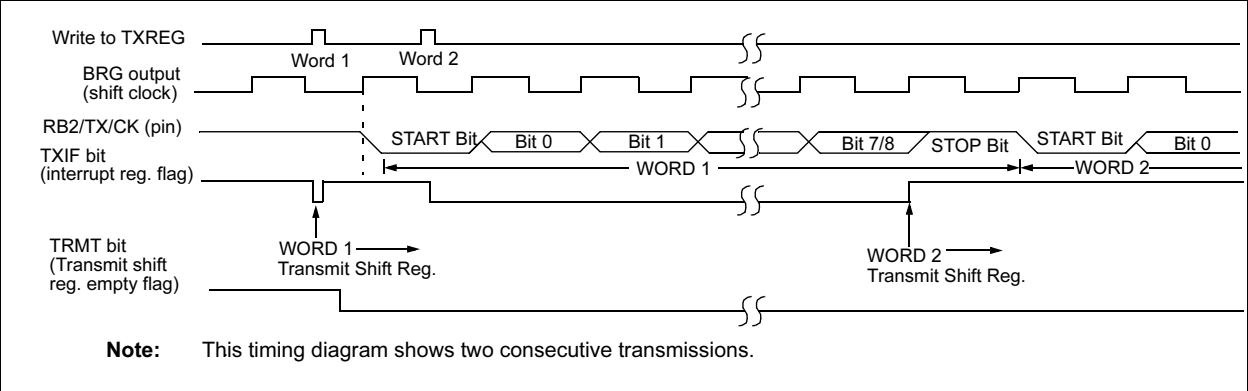 Write to TXREG
Word 1
Word 2
BRG output
(shift clock)
RB2/TX/CK (pin)
START Bit
Bit 0
Bit 1
Bit 7/8
STOP Bit
START Bit
Bit 0
WORD 1
WORD 2
TXIF bit
(interrupt reg. flag)
WORD 1
Transmit Shift Reg.
WORD 2
Transmit Shift Reg.
TRMT bit
(Transmit shift
reg. empty flag)
Note: This timing diagram shows two consecutive transmissions.